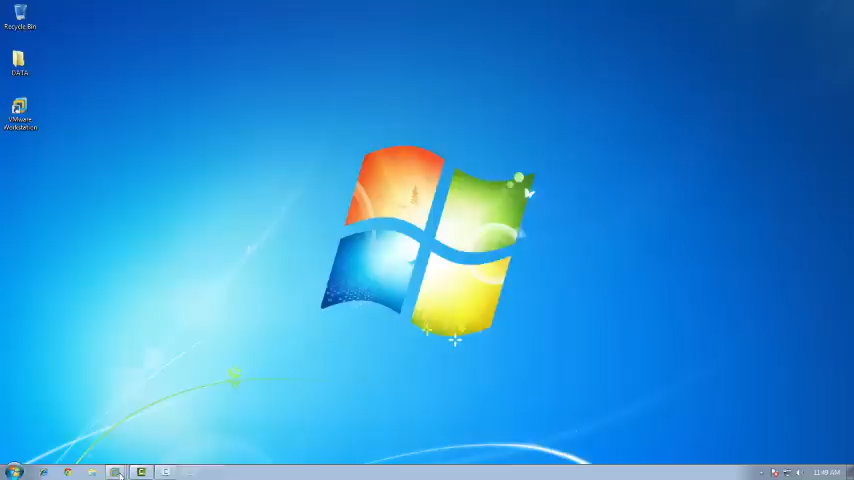 Recycle Bin
DATA
VMware
Workstation
11:49 AM